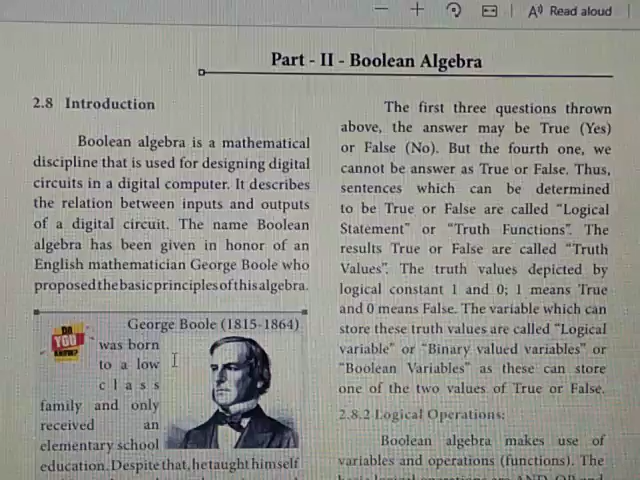 Read aloud
Part - II - Boolean Algebra
2.8 Introduction
Boolean algebra is a mathematical
discipline that is used for designing digital
circuits in a digital computer. It describes
the relation between inputs and outputs
of a digital circuit. The name Boolean
algebra has been given in honor of an
English mathematician George Boole who
proposed the basic principles of this algebra.
DO
YOU
KNOW?
George Boole (1815-1864)
was born
to a low
class
family and only
received an
elementary school
education. Despite that, he taught himself
The first three questions thrown
above, the answer may be True (Yes)
or False (No). But the fourth one, we
cannot be answer as True or False. Thus,
sentences which can be determined
to be True or False are called “Logical
Statement” or “Truth Functions”. The
results True or False are called “Truth
Values”. The truth values depicted by
logical constant 1 and 0; 1 means True
and 0 means False. The variable which can
store these truth values are called “Logical
variable” or “Binary valued variables” or
“Boolean Variables” as these can store
one of the two values of True or False.
2.8.2 Logical Operations:
Boolean algebra makes use of
variables and operations (functions). The